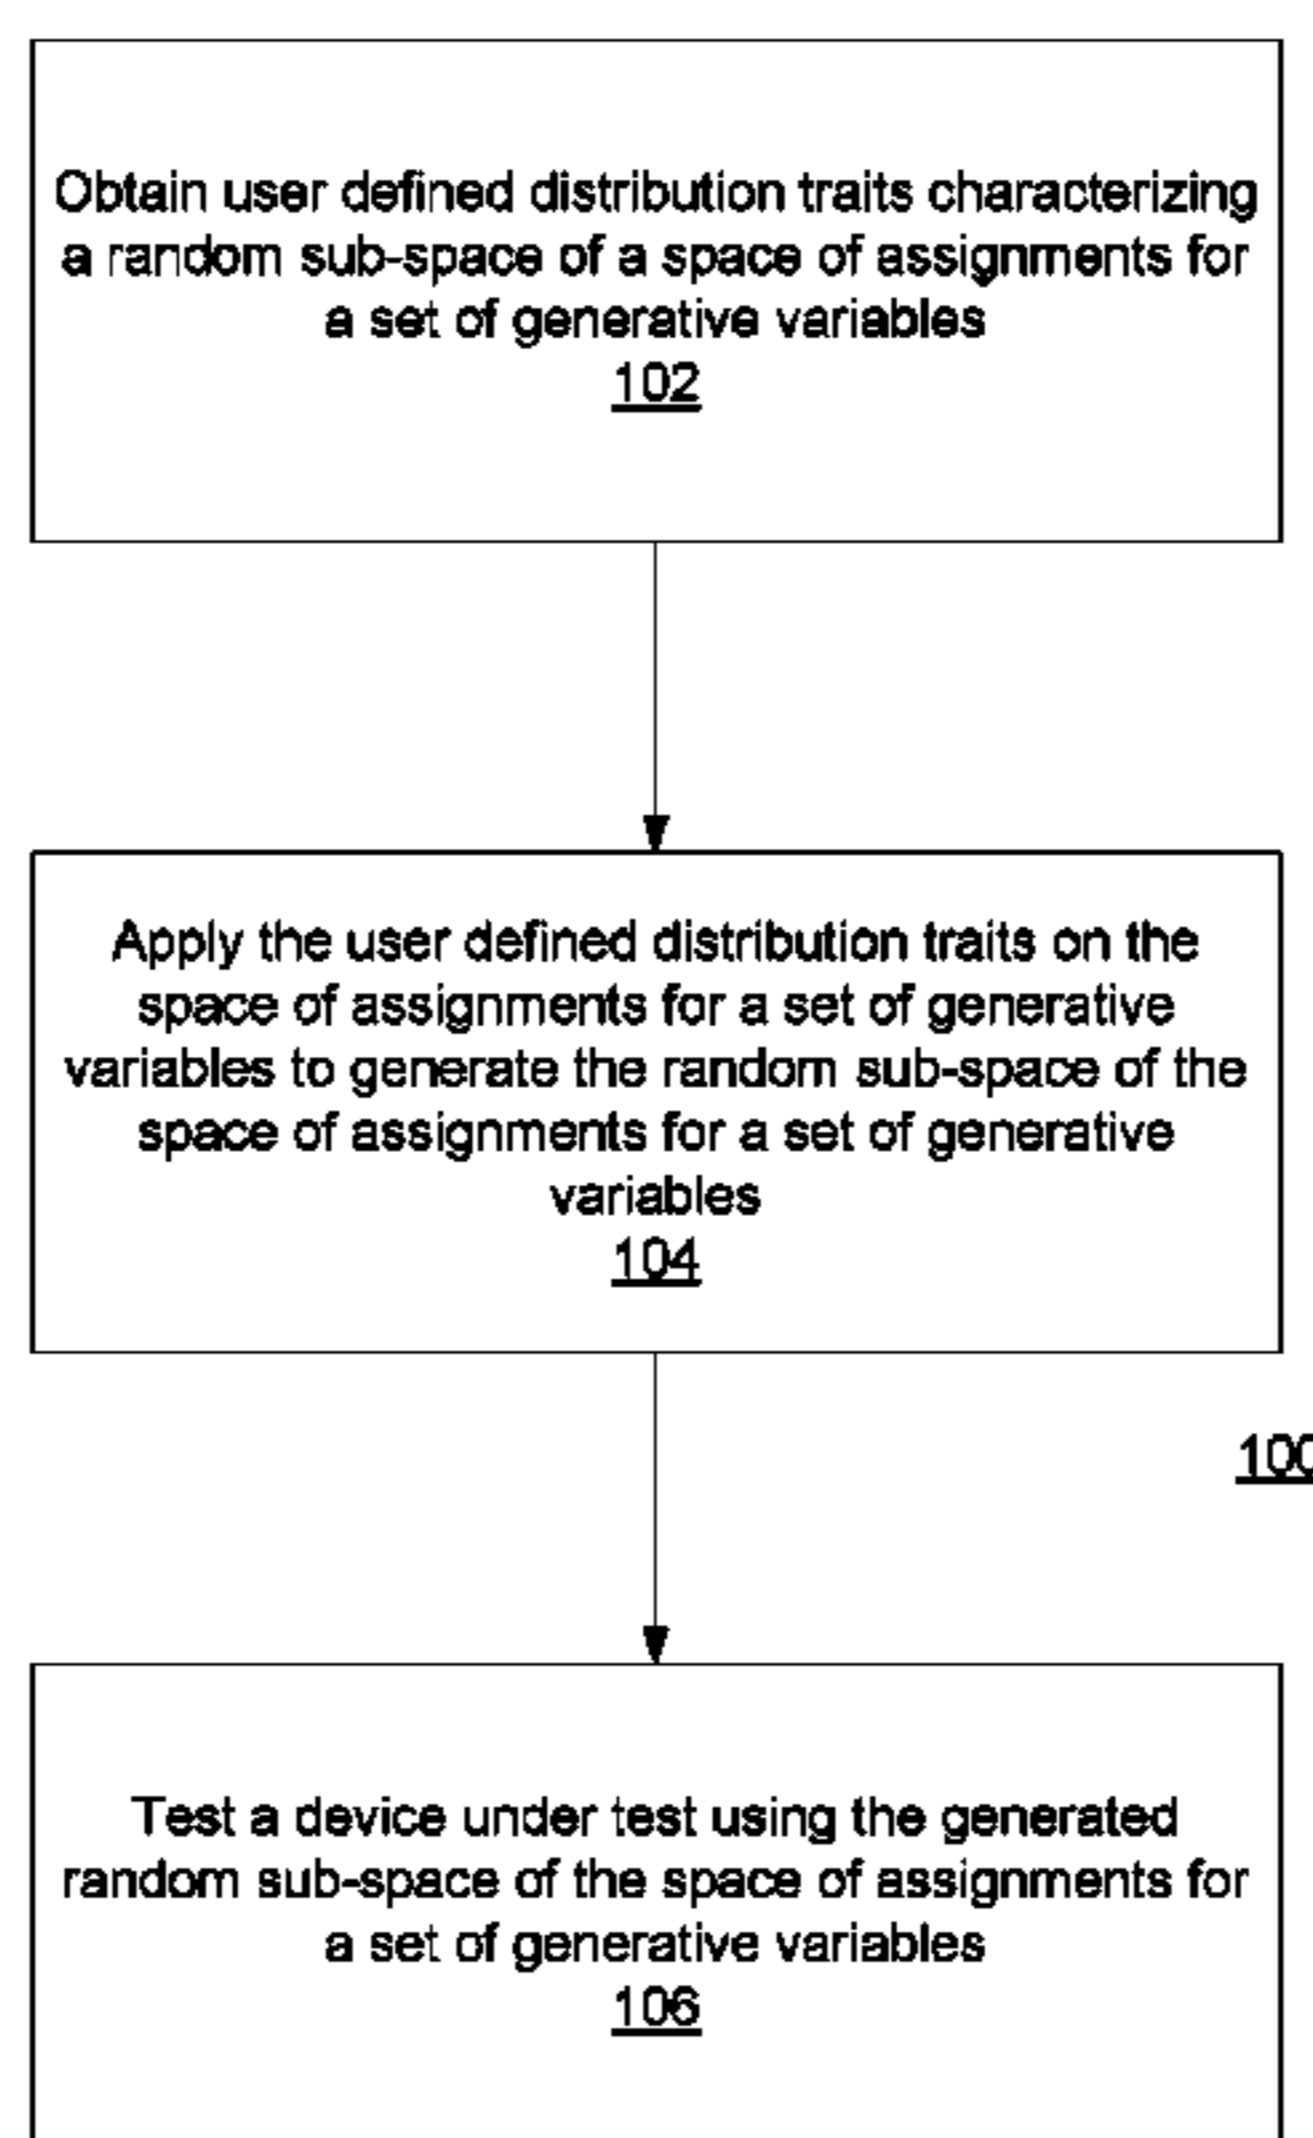 Obtain user defined distribution traits characterizing
a random sub-space of a space of assignments for
a set of generative variables
102
Apply the user defined distribution traits on the
space of assignments for a set of generative
variables to generate the random sub-space of the
space of assignments for a set of generative
variables
104
100
Test a device under test using the generated
random sub-space of the space of assignments for
a set of generative variables
106